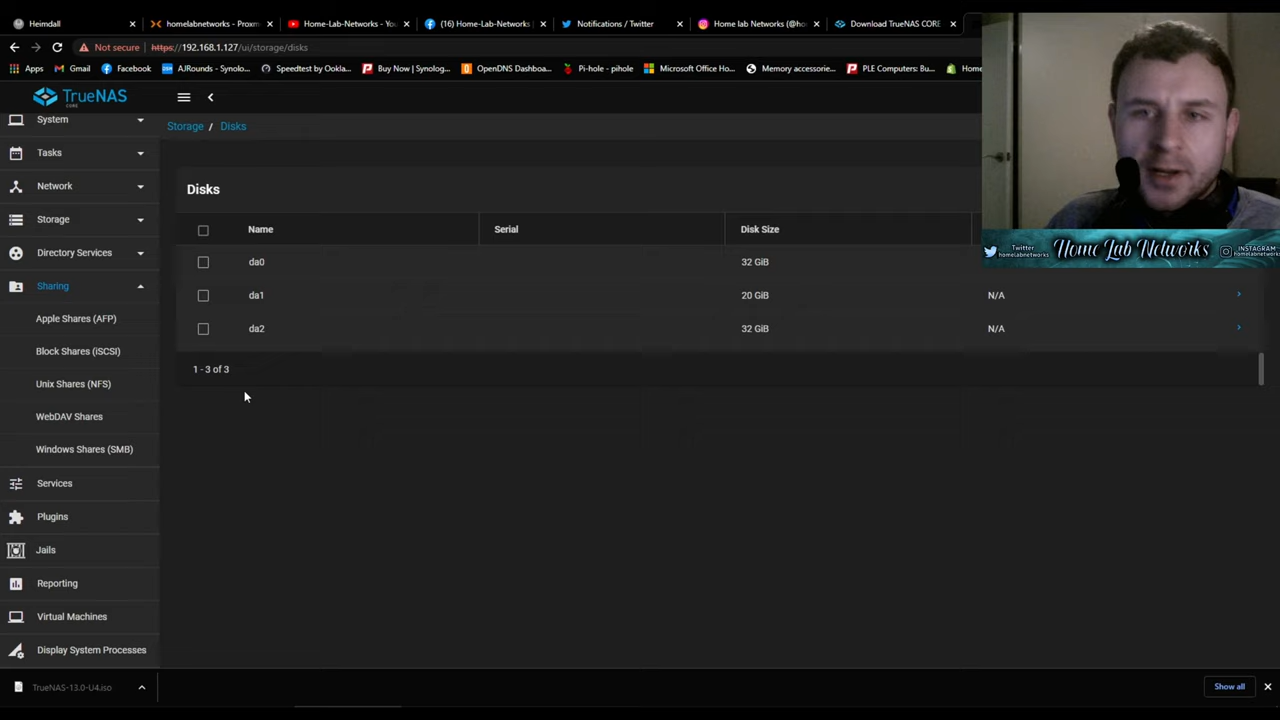 Heimdall
homelabnetworks - Proxm
Home-Lab-Networks - You
(16) Home-Lab-Networks
Notifications / Twitter
Home lab Networks (@ho
Download TrueNAS CORE
Not secure https://192.168.1.127/ui/storage/disks
Apps Gmail Facebook AJRounds - Synolo... Speedtest by Ookla... Buy Now | Synolog... OpenDNS Dashboa... Pi-hole - pihole Microsoft Office Ho... Memory accessorie... PLE Computers: Bu... Home
TrueNAS
CORE
Storage / Disks
System
Tasks
Network
Storage
Directory Services
Sharing
Apple Shares (AFP)
Block Shares (iSCSI)
Unix Shares (NFS)
WebDAV Shares
Windows Shares (SMB)
Services
Plugins
Jails
Reporting
Virtual Machines
Display System Processes
Disks
Name Serial Disk Size
da0 32 GiB
da1 20 GiB N/A
da2 32 GiB N/A
1 - 3 of 3
Twitter
homelabnetworks
Home Lab Networks
INSTAGRAM
homelabnetworks
TrueNAS-13.0-U4.iso
Show all